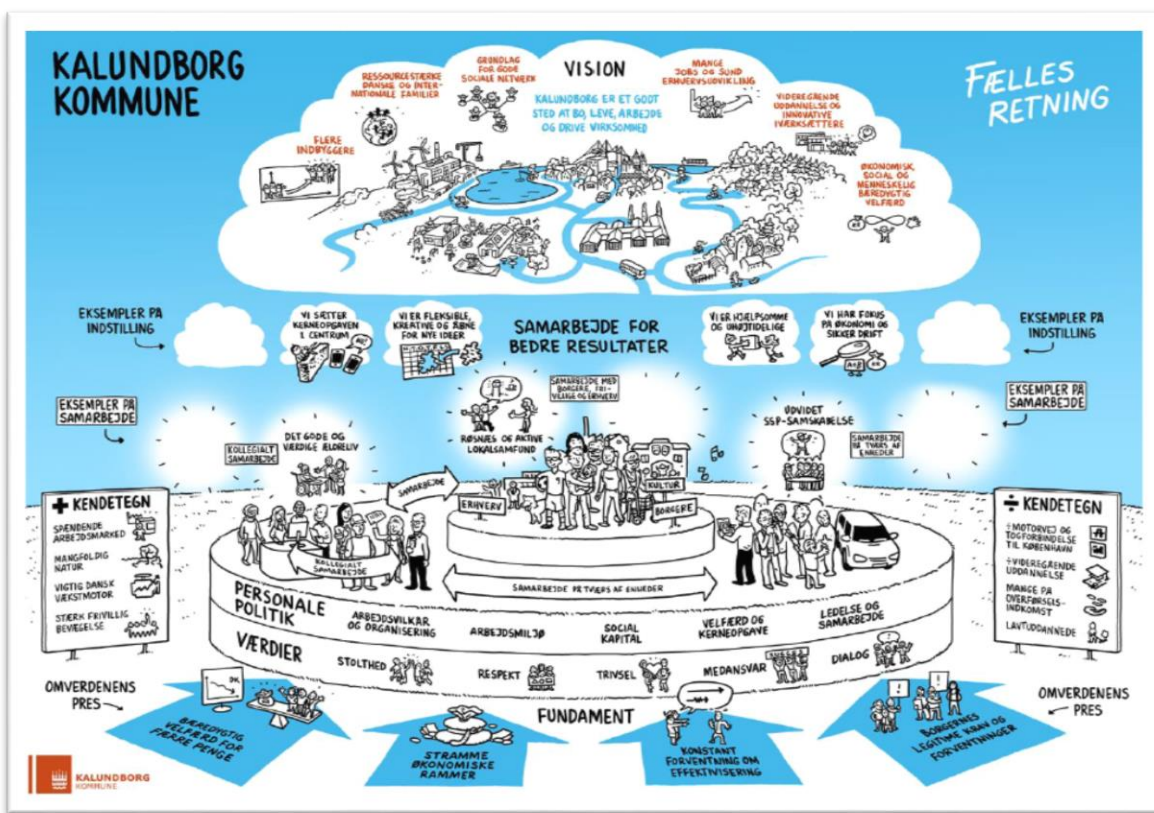 KALUNDBORG
KOMMUNE
FÆLLES
RETNING
VISION
KALUNDBORG ER ET GODT
STED AT BO, LEVE, ARBEJDE
OG DRIVE VIRKSOMHED
FLERE
INDBYGGERE
RESSOURCESTÆRKE
DANSKE OG INTER-
NATIONALE FAMILIER
GRUNDLAG
FOR GODE
SOCIALE NETVÆRK
MANGE
JOBS OG SUND
ERHVERVSUDVIKLING
VIDEREGÅENDE
UDDANNELSE OG
INNOVATIVE
IVÆRKSÆTTERE
ØKONOMISK,
SOCIAL OG
MENNESKELIG
BÆREDYGTIG
VELFÆRD
EKSEMPLER PÅ
INDSTILLING
VI SÆTTER
KERNEOPGAVEN
I CENTRUM
VI ER FLEKSIBLE,
KREATIVE OG ÅBNE
FOR NYE IDEER
SAMARBEJDE FOR
BEDRE RESULTATER
VI ER HJÆLPSOMME
OG UHØJTIDELIGE
VI HAR FOKUS
PÅ ØKONOMI OG
SIKKER DRIFT
EKSEMPLER PÅ
INDSTILLING
EKSEMPLER PÅ
SAMARBEJDE
KOLLEGIALT
SAMARBEJDE
DET GODE OG
VÆRDIGE ÆLDRELIV
RØSNÆS OG AKTIVE
LOKALSAMFUND
SAMARBEJDE MED
BORGERE, FRI-
VILLIGE OG ERHVERV
UDVIDET
SSP-SAMSKABELSE
SAMARBEJDE
PÅ TVÆRS AF
ENHEDER
EKSEMPLER PÅ
SAMARBEJDE
SAMARBEJDE
ERHVERV
KULTUR
BORGERE
KOLLEGIALT
SAMARBEJDE
SAMARBEJDE PÅ TVÆRS AF ENHEDER
+ KENDETEGN
SPÆNDENDE
ARBEJDSMARKED
MANGFOLDIG
NATUR
VIGTIG DANSK
VÆKSTMOTOR
STÆRK FRIVILLIG
BEVÆGELSE
÷ KENDETEGN
÷MOTORVEJ OG
TOGFORBINDELSE
TIL KØBENHAVN
÷VIDEREGÅENDE
UDDANNELSE
MANGE PÅ
OVERFØRSELS-
INDKOMST
LAVTUDDANNEDE
PERSONALE
POLITIK
ARBEJDSVILKÅR
OG ORGANISERING
ARBEJDSMILJØ
SOCIAL
KAPITAL
VELFÆRD OG
KERNEOPGAVE
LEDELSE OG
SAMARBEJDE
VÆRDIER
STOLTHED
RESPEKT
TRIVSEL
MEDANSVAR
DIALOG
OMVERDENENS
PRES
FUNDAMENT
OMVERDENENS
PRES
BÆREDYGTIG
VELFÆRD FOR
FÆRRE PENGE
STRAMME
ØKONOMISKE
RAMMER
KONSTANT
FORVENTNING OM
EFFEKTIVISERING
BORGERNES
LEGITIME KRAV OG
FORVENTNINGER
KALUNDBORG
KOMMUNE